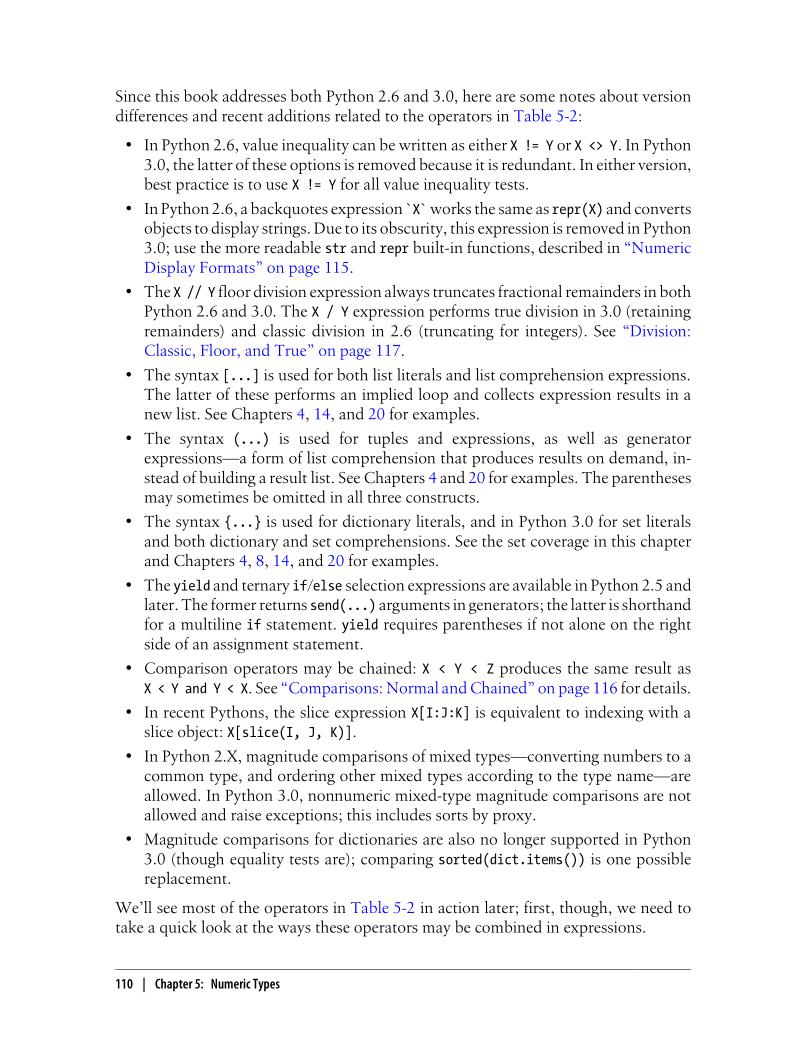 Since this book addresses both Python 2.6 and 3.0, here are some notes about version
differences and recent additions related to the operators in Table 5-2:
• In Python 2.6, value inequality can be written as either X != Y or X <> Y. In Python
3.0, the latter of these options is removed because it is redundant. In either version,
best practice is to use X != Y for all value inequality tests.
• In Python 2.6, a backquotes expression `X` works the same as repr(X) and converts
objects to display strings. Due to its obscurity, this expression is removed in Python
3.0; use the more readable str and repr built-in functions, described in “Numeric
Display Formats” on page 115.
• The X // Y floor division expression always truncates fractional remainders in both
Python 2.6 and 3.0. The X / Y expression performs true division in 3.0 (retaining
remainders) and classic division in 2.6 (truncating for integers). See “Division:
Classic, Floor, and True” on page 117.
• The syntax [...] is used for both list literals and list comprehension expressions.
The latter of these performs an implied loop and collects expression results in a
new list. See Chapters 4, 14, and 20 for examples.
• The syntax (...) is used for tuples and expressions, as well as generator
expressions—a form of list comprehension that produces results on demand, in-
stead of building a result list. See Chapters 4 and 20 for examples. The parentheses
may sometimes be omitted in all three constructs.
• The syntax {...} is used for dictionary literals, and in Python 3.0 for set literals
and both dictionary and set comprehensions. See the set coverage in this chapter
and Chapters 4, 8, 14, and 20 for examples.
• The yield and ternary if/else selection expressions are available in Python 2.5 and
later. The former returns send(...) arguments in generators; the latter is shorthand
for a multiline if statement. yield requires parentheses if not alone on the right
side of an assignment statement.
• Comparison operators may be chained: X < Y < Z produces the same result as
X < Y and Y < X. See “Comparisons: Normal and Chained” on page 116 for details.
• In recent Pythons, the slice expression X[I:J:K] is equivalent to indexing with a
slice object: X[slice(I, J, K)].
• In Python 2.X, magnitude comparisons of mixed types—converting numbers to a
common type, and ordering other mixed types according to the type name—are
allowed. In Python 3.0, nonnumeric mixed-type magnitude comparisons are not
allowed and raise exceptions; this includes sorts by proxy.
• Magnitude comparisons for dictionaries are also no longer supported in Python
3.0 (though equality tests are); comparing sorted(dict.items()) is one possible
replacement.
We’ll see most of the operators in Table 5-2 in action later; first, though, we need to
take a quick look at the ways these operators may be combined in expressions.
110 | Chapter 5: Numeric Types